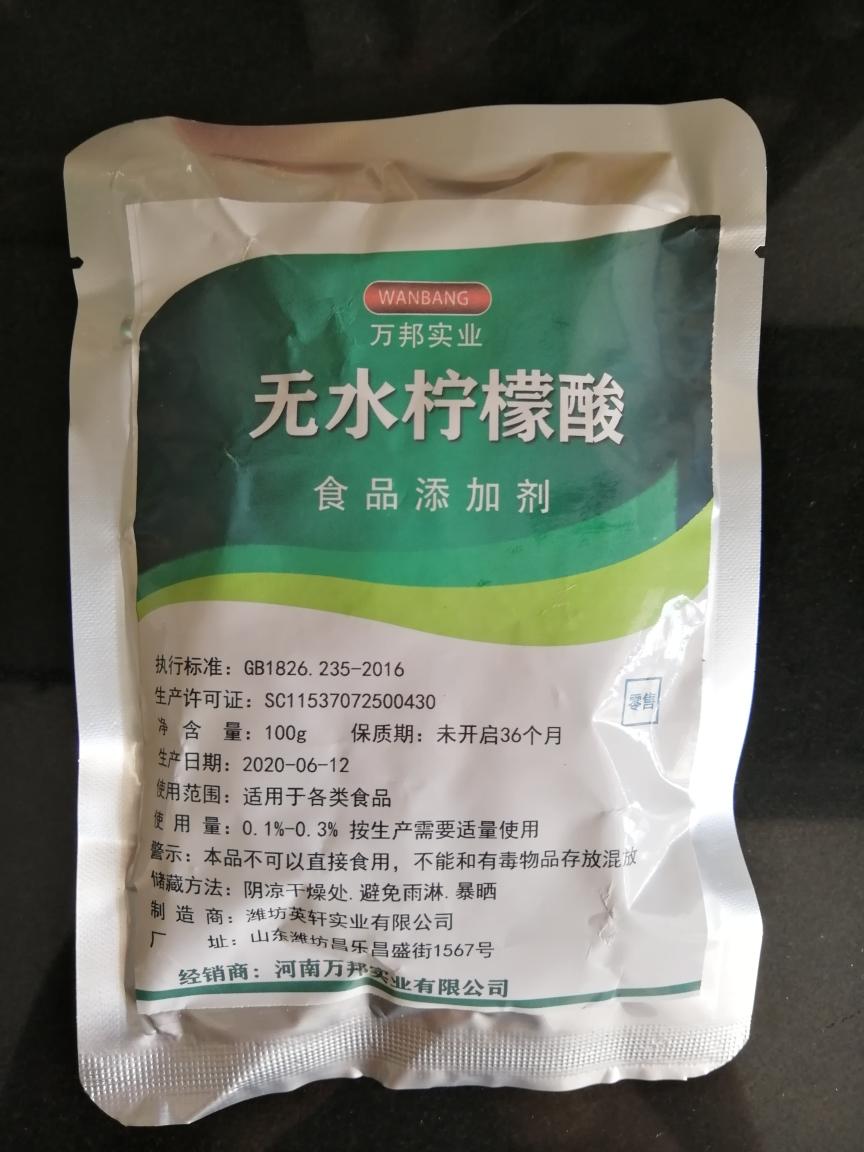 WANBANG
万邦实业
无水柠檬酸
食品添加剂
执行标准：GB1826.235-2016
生产许可证：SC11537072500430
零售
净 含 量：100g 保质期：未开启36个月
生产日期：2020-06-12
使用范围：适用于各类食品
使 用 量：0.1%-0.3% 按生产需要适量使用
警示：本品不可以直接食用，不能和有毒物品存放混放
储藏方法：阴凉干燥处.避免雨淋.暴晒
制 造 商：潍坊英轩实业有限公司
厂 址：山东潍坊昌乐昌盛街1567号
经销商：河南万邦实业有限公司